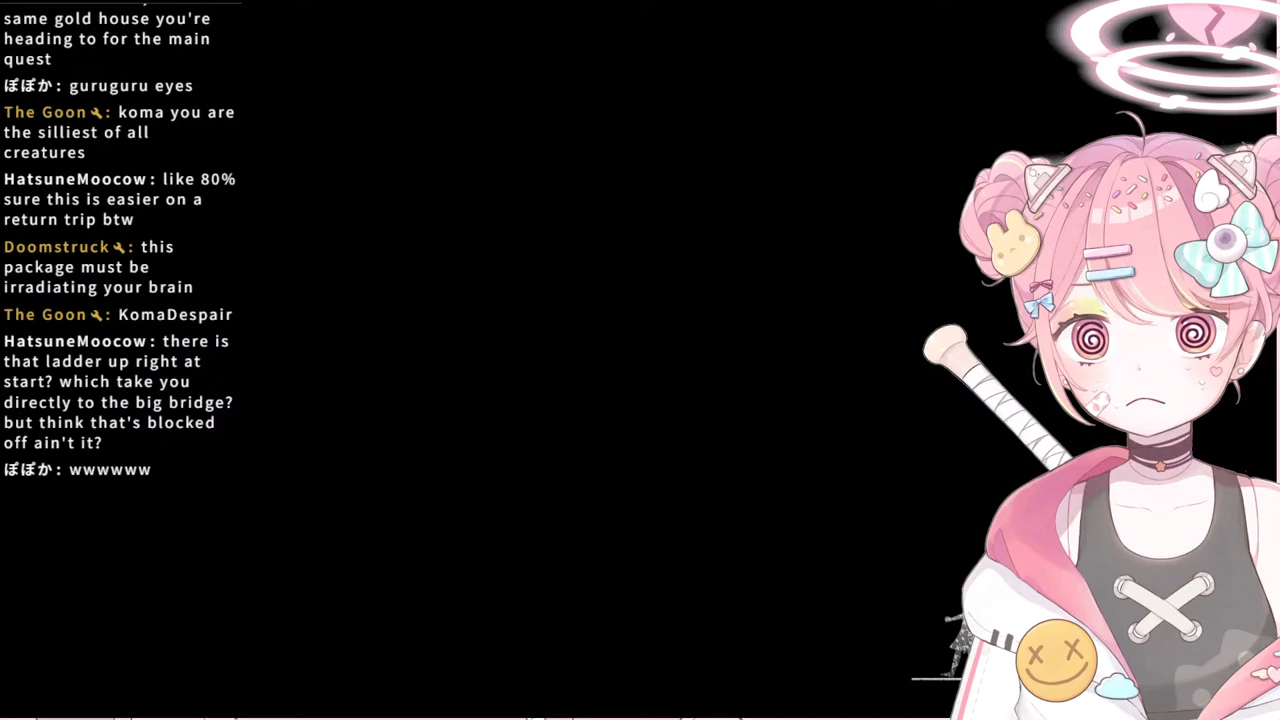 same gold house you're
heading to for the main
quest
ぽぽか: guruguru eyes
The Goon: koma you are
the silliest of all
creatures
HatsuneMoocow: like 80%
sure this is easier on a
return trip btw
Doomstruck: this
package must be
irradiating your brain
The Goon: KomaDespair
HatsuneMoocow: there is
that ladder up right at
start? which take you
directly to the big bridge?
but think that's blocked
off ain't it?
ぽぽか: wwwwww